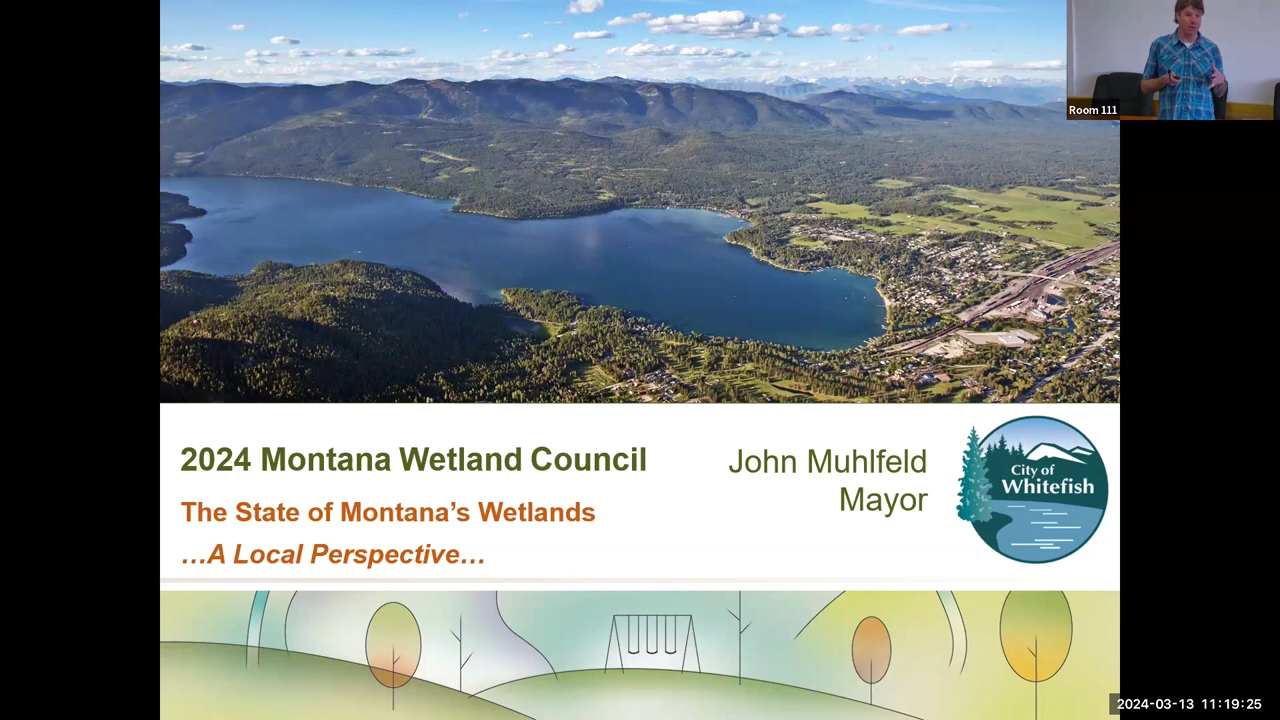 Room 111
2024 Montana Wetland Council
The State of Montana's Wetlands
…A Local Perspective…
John Muhlfeld
Mayor
City of
Whitefish
2024-03-13 11:19:25